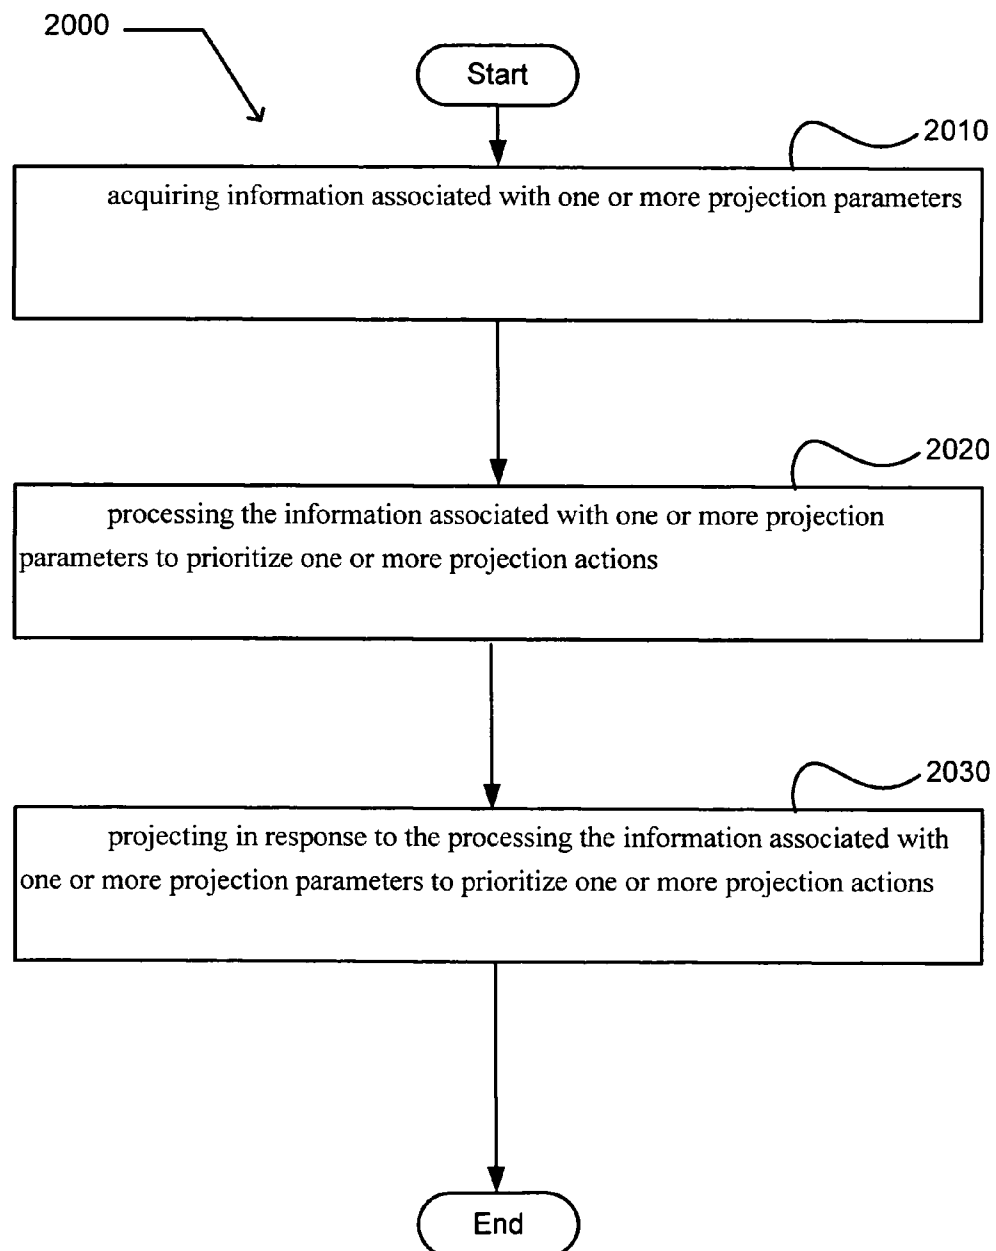 2000
Start
2010
acquiring information associated with one or more projection parameters
2020
processing the information associated with one or more projection
parameters to prioritize one or more projection actions
2030
projecting in response to the processing the information associated with
one or more projection parameters to prioritize one or more projection actions
End